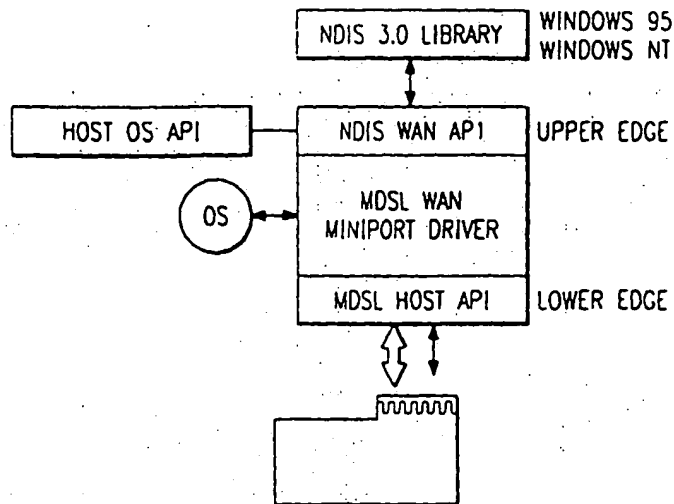 NDIS 3.0 LIBRARY
WINDOWS 95
WINDOWS NT
HOST OS API
NDIS WAN AP1
UPPER EDGE
OS
MDSL WAN
MINIPORT DRIVER
MDSL HOST API
LOWER EDGE